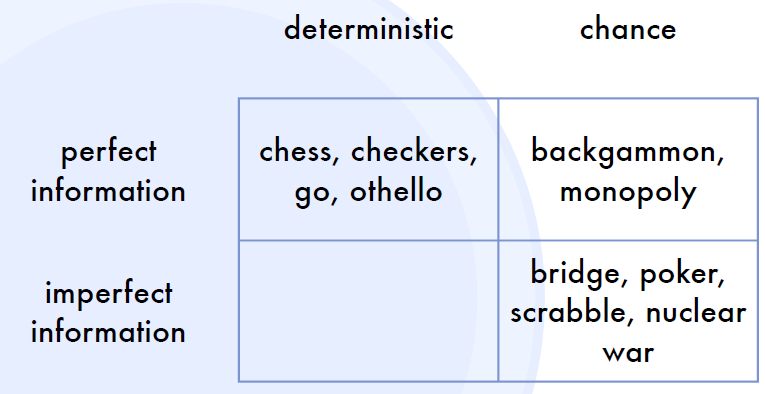 deterministic
chance
perfect
information
chess, checkers,
go, othello
backgammon,
monopoly
imperfect
information
bridge, poker,
scrabble, nuclear
war